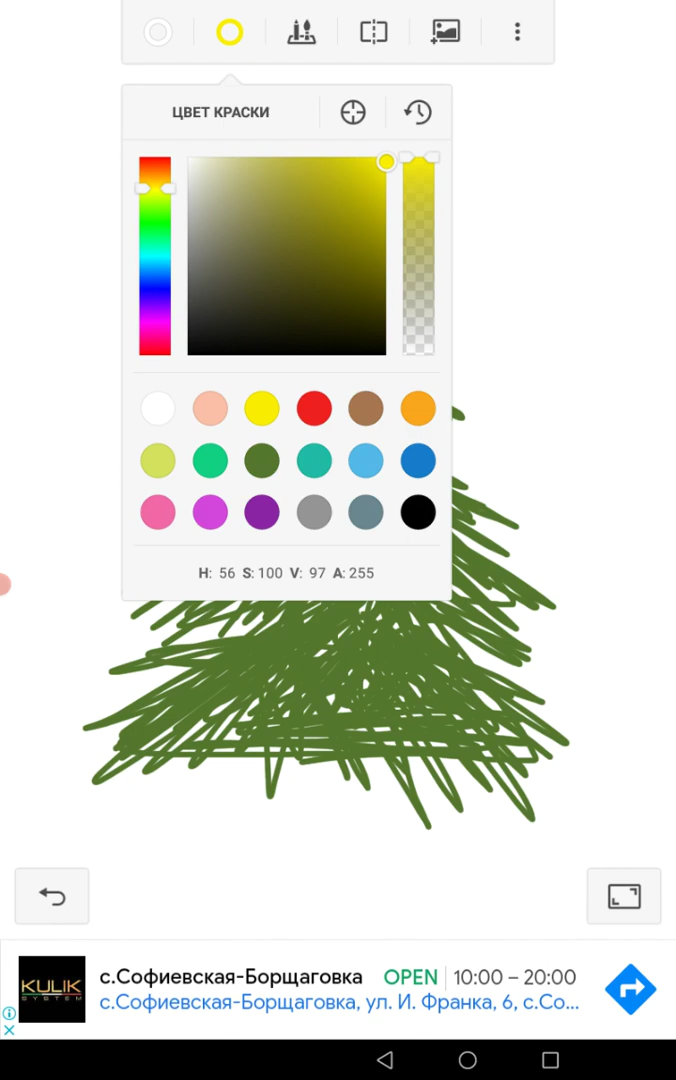 ЦВЕТ КРАСКИ
H: 56 S: 100 V: 97 A: 255
KULIK
SYSTEM
с.Софиевская-Борщаговка OPEN 10:00 – 20:00
с.Софиевская-Борщаговка, ул. И. Франка, 6, с.Со...